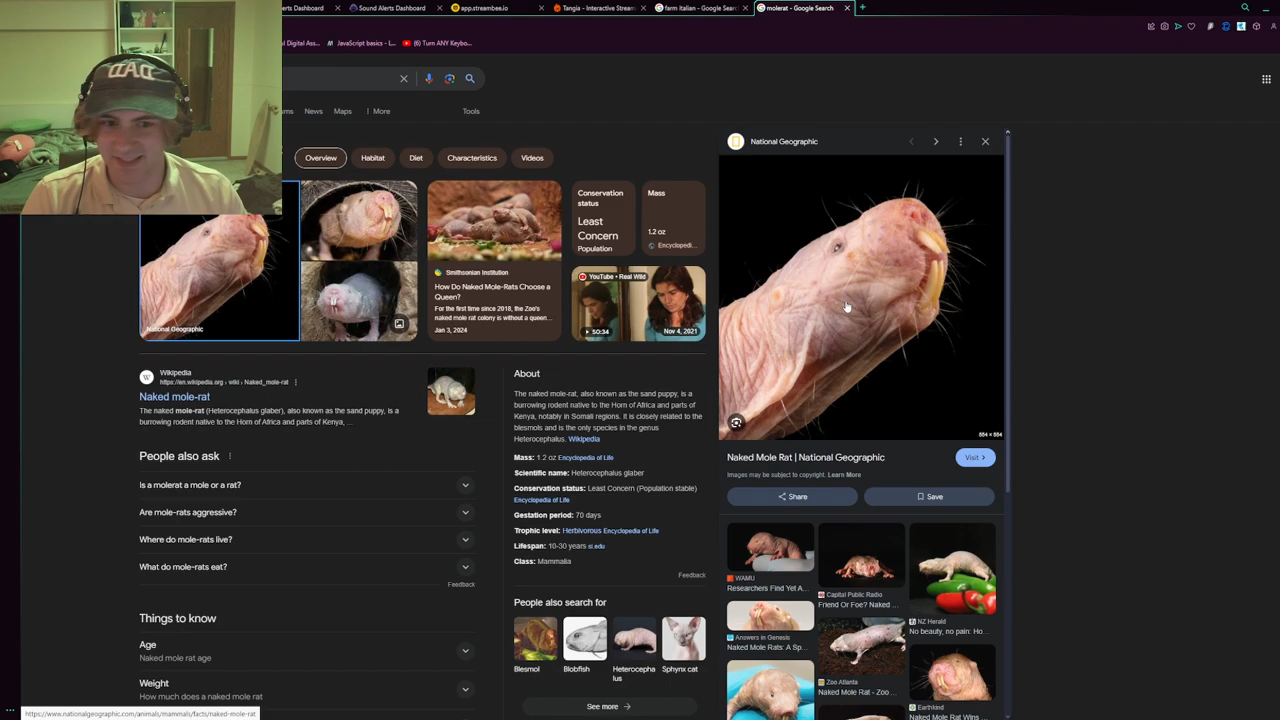 erts Dashboard
Sound Alerts Dashboard
app.streambee.io
Tangia - Interactive Stream
farm italian - Google Searc
molerat - Google Search
al Digital Ass...
JavaScript basics - L...
(6) Turn ANY Keybo...
DAD
News
Maps
More
Tools
Overview
Habitat
Diet
Characteristics
Videos
National Geographic
Smithsonian Institution
How Do Naked Mole-Rats Choose a
Queen?
For the first time since 2018, the Zoo's
naked mole rat colony is without a queen...
Jan 3, 2024
Conservation
status
Least
Concern
Population
Mass
1.2 oz
Encyclopedi...
YouTube • Real Wild
50:34
Nov 4, 2021
Wikipedia
https://en.wikipedia.org › wiki › Naked_mole-rat
Naked mole-rat
The naked mole-rat (Heterocephalus glaber), also known as the sand puppy, is a
burrowing rodent native to the Horn of Africa and parts of Kenya, ...
People also ask
Is a molerat a mole or a rat?
Are mole-rats aggressive?
Where do mole-rats live?
What do mole-rats eat?
Feedback
Things to know
Age
Naked mole rat age
Weight
How much does a naked mole rat
https://www.nationalgeographic.com/animals/mammals/facts/naked-mole-rat
About
The naked mole-rat, also known as the sand puppy, is a
burrowing rodent native to the Horn of Africa and parts of
Kenya, notably in Somali regions. It is closely related to the
blesmols and is the only species in the genus
Heterocephalus. Wikipedia
Mass: 1.2 oz Encyclopedia of Life
Scientific name: Heterocephalus glaber
Conservation status: Least Concern (Population stable)
Encyclopedia of Life
Gestation period: 70 days
Trophic level: Herbivorous Encyclopedia of Life
Lifespan: 10-30 years si.edu
Class: Mammalia
Feedback
People also search for
Blesmol
Blobfish
Heterocepha
lus
Sphynx cat
See more
National Geographic
554 × 554
Naked Mole Rat | National Geographic
Visit
Images may be subject to copyright. Learn More
Share
Save
WAMU
Researchers Find Yet A...
Capital Public Radio
Friend Or Foe? Naked ...
NZ Herald
No beauty, no pain: Ho...
Answers in Genesis
Naked Mole Rats: A Sp...
Zoo Atlanta
Naked Mole Rat - Zoo ...
Earthkind
Naked Mole Rat Wins ...